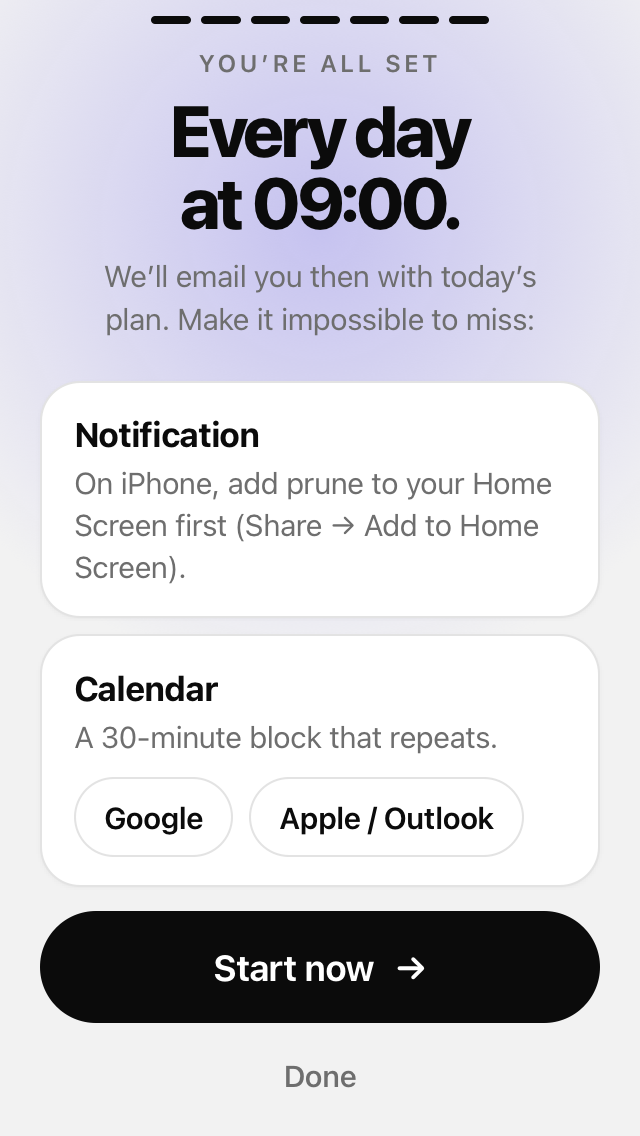 YOU’RE ALL SET
Every day
at 09:00.
We’ll email you then with today’s
plan. Make it impossible to miss:
Notification
On iPhone, add prune to your Home
Screen first (Share → Add to Home
Screen).
Calendar
A 30-minute block that repeats.
Google
Apple / Outlook
Start now →
Done